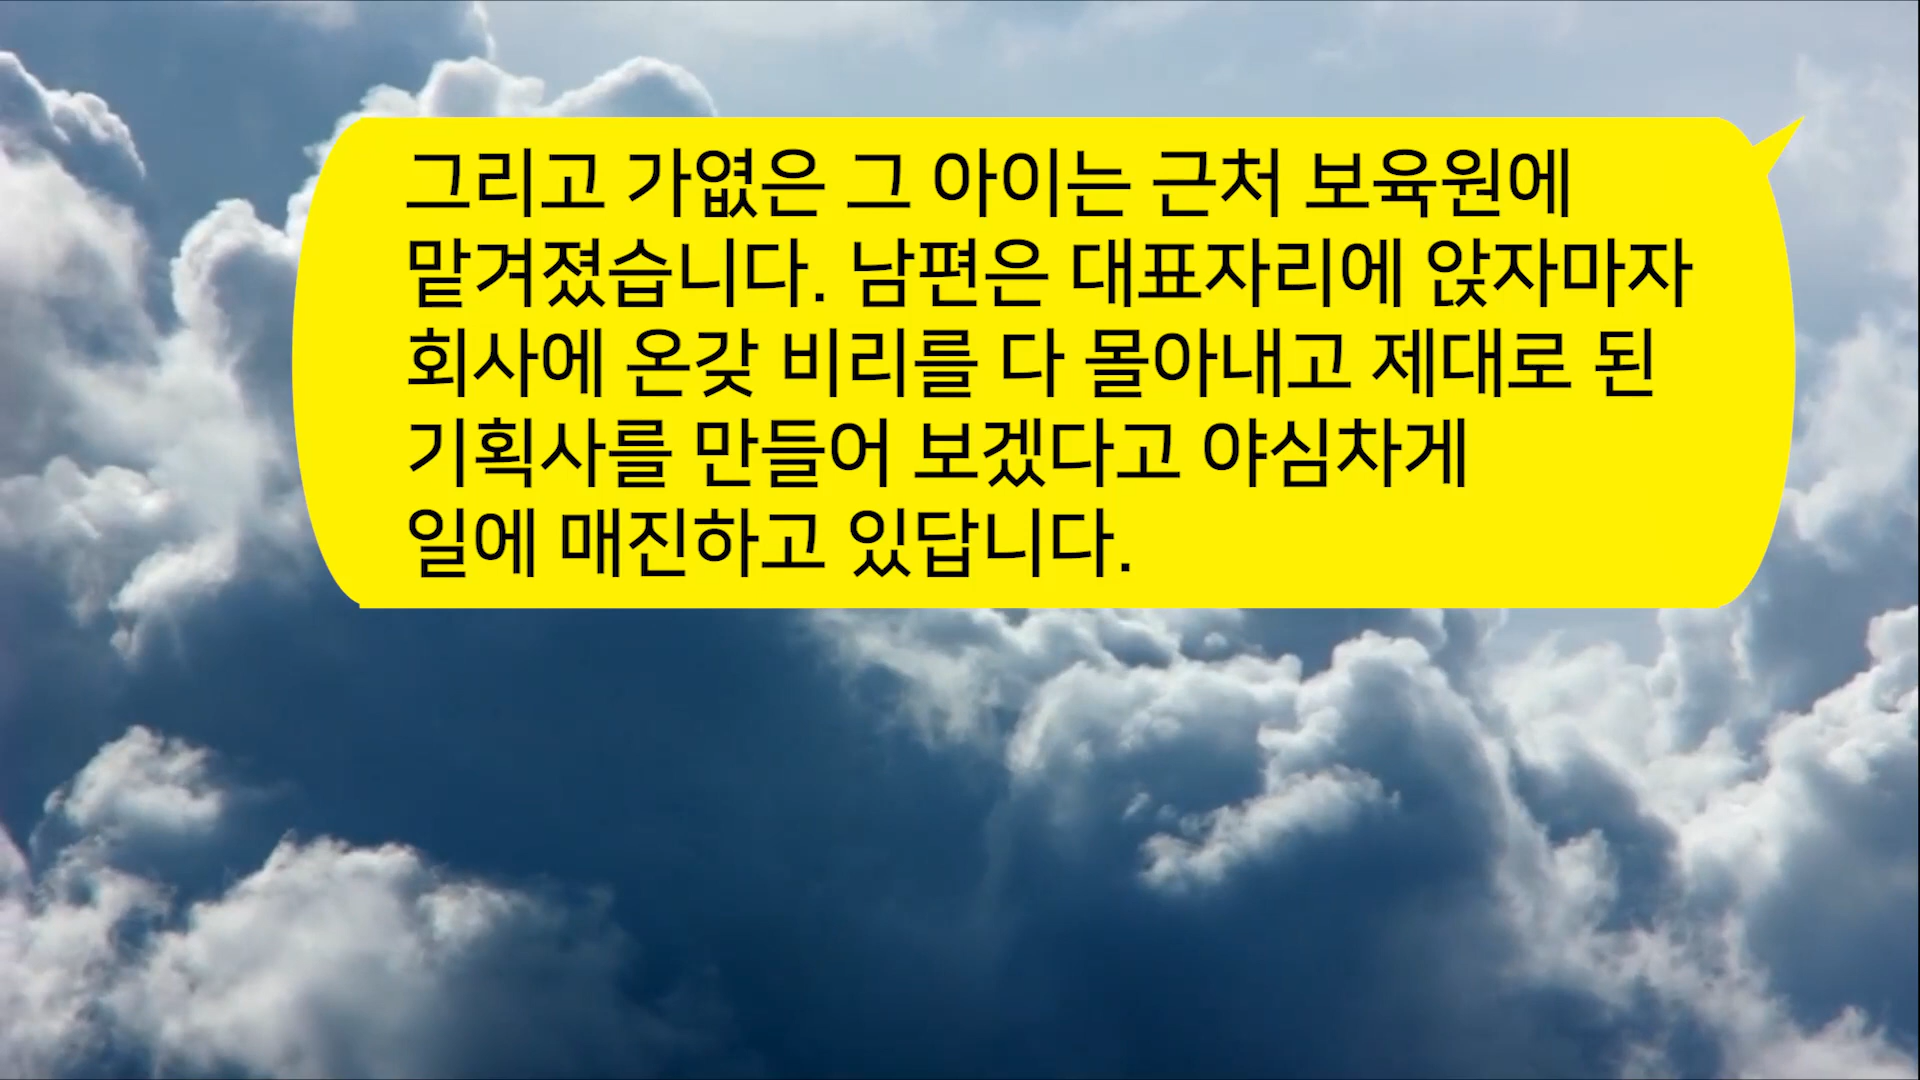 그리고 가엾은 그 아이는 근처 보육원에
맡겨졌습니다. 남편은 대표자리에 앉자마자
회사에 온갖 비리를 다 몰아내고 제대로 된
기획사를 만들어 보겠다고 야심차게
일에 매진하고 있답니다.